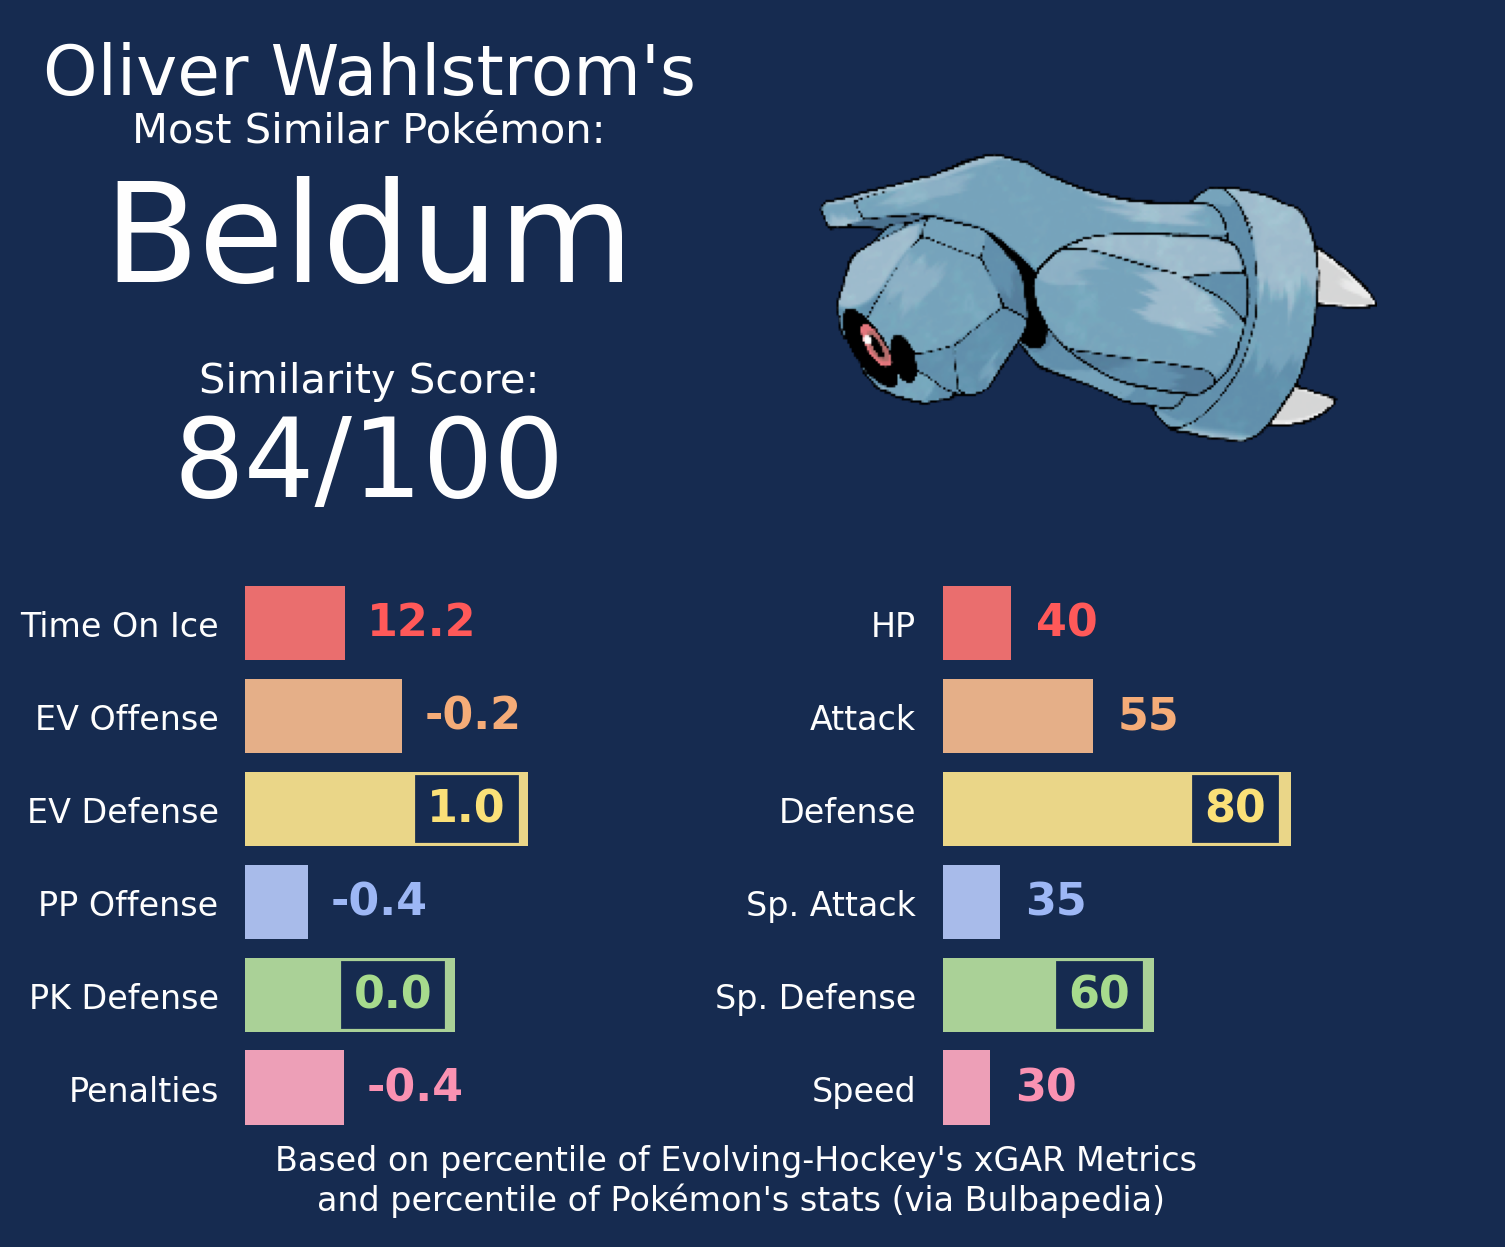 Oliver Wahlstrom's
Most Similar Pokémon:
Beldum
Similarity Score:
84/100
Time On Ice 12.2
EV Offense -0.2
EV Defense 1.0
PP Offense -0.4
PK Defense 0.0
Penalties -0.4
HP 40
Attack 55
Defense 80
Sp. Attack 35
Sp. Defense 60
Speed 30
Based on percentile of Evolving-Hockey's xGAR Metrics
and percentile of Pokémon's stats (via Bulbapedia)